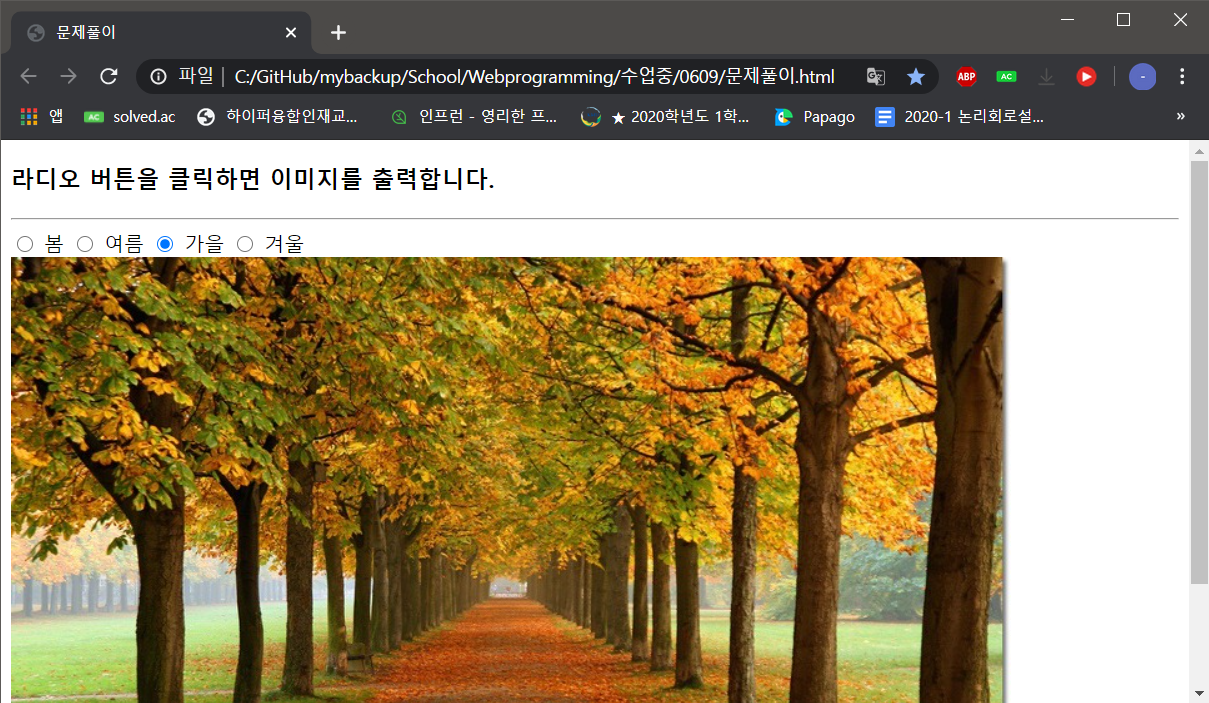 문제풀이
파일 | C:/GitHub/mybackup/School/Webprogramming/수업중/0609/문제풀이.html
ABP
AC
-
앱 AC solved.ac 하이퍼융합인재교... 인프런 - 영리한 프... ★ 2020학년도 1학... Papago 2020-1 논리회로설... »
라디오 버튼을 클릭하면 이미지를 출력합니다.
봄 여름 가을 겨울